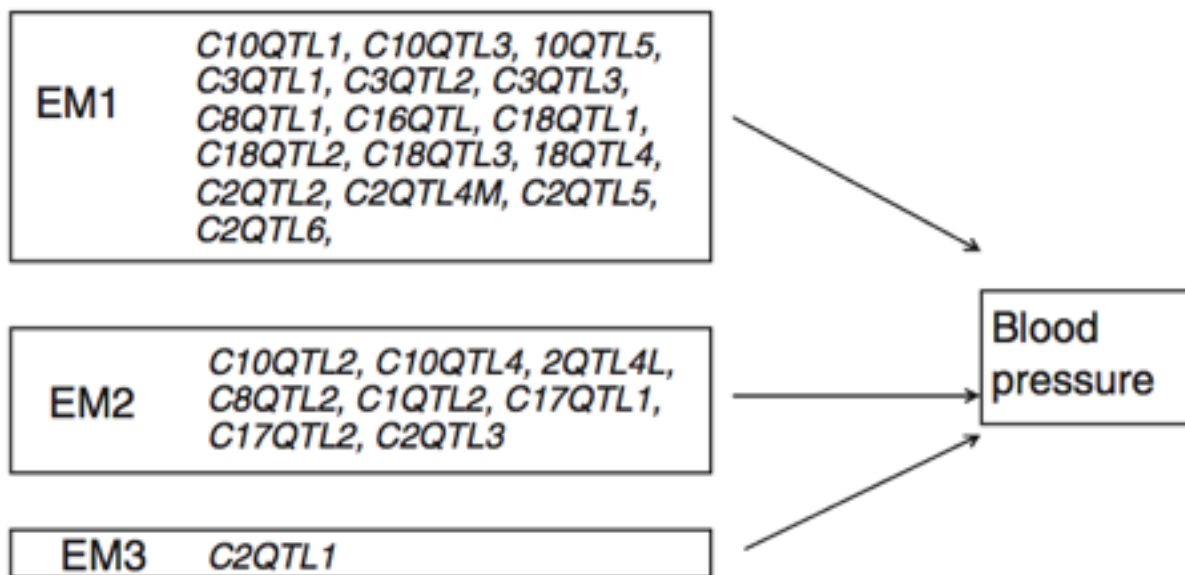 EM1
C10QTL1, C10QTL3, 10QTL5,
C3QTL1, C3QTL2, C3QTL3,
C8QTL1, C16QTL, C18QTL1,
C18QTL2, C18QTL3, 18QTL4,
C2QTL2, C2QTL4M, C2QTL5,
C2QTL6,
EM2
C10QTL2, C10QTL4, 2QTL4L,
C8QTL2, C1QTL2, C17QTL1,
C17QTL2, C2QTL3
EM3 C2QTL1
Blood
pressure